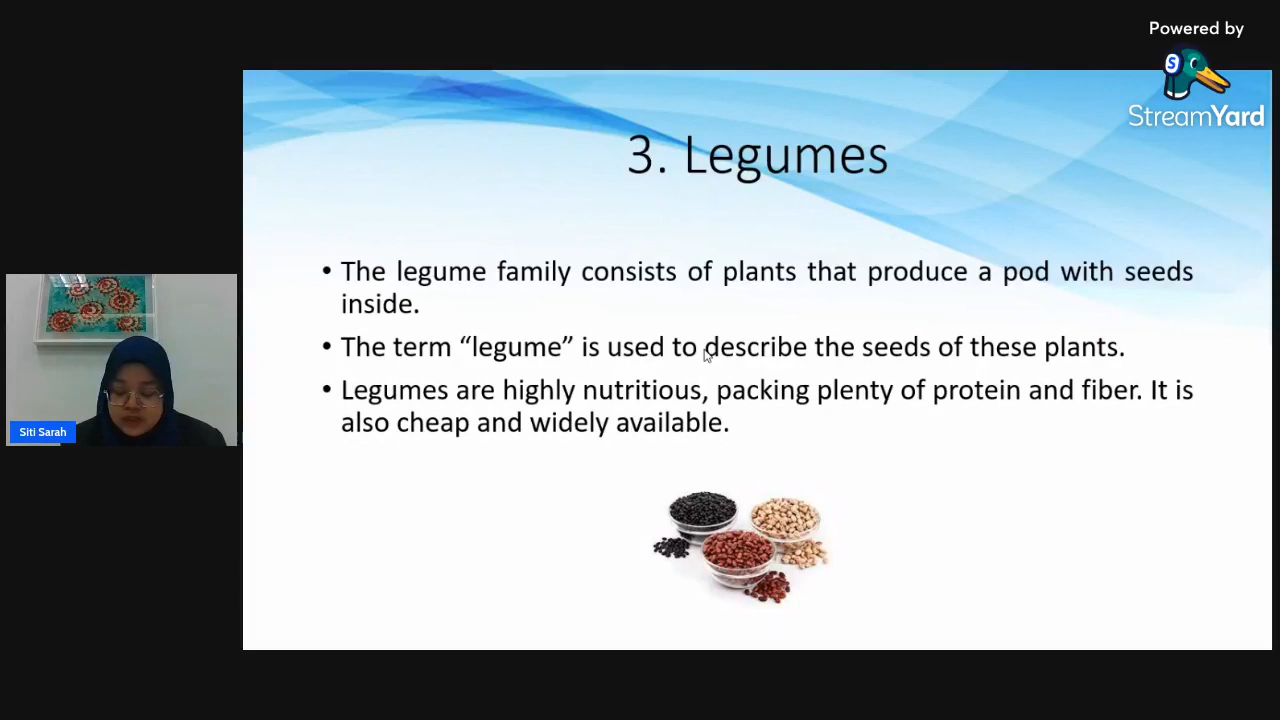 Powered by
StreamYard
3. Legumes
• The legume family consists of plants that produce a pod with seeds
inside.
• The term “legume” is used to describe the seeds of these plants.
• Legumes are highly nutritious, packing plenty of protein and fiber. It is
also cheap and widely available.
Siti Sarah